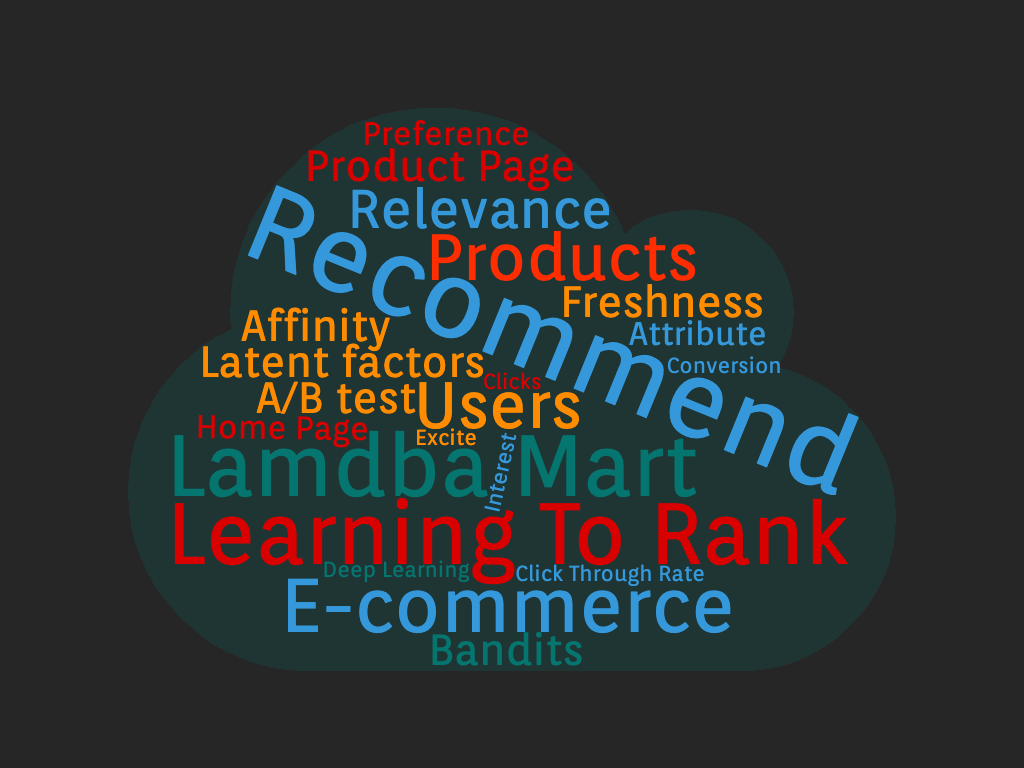 Preference
Product Page
Relevance
Recommend
Products
Freshness
Affinity
Attribute
Latent factors
Conversion
Clicks
A/B test
Users
Home Page
Excite
Interest
Lamdba Mart
Learning To Rank
Deep Learning
Click Through Rate
E-commerce
Bandits